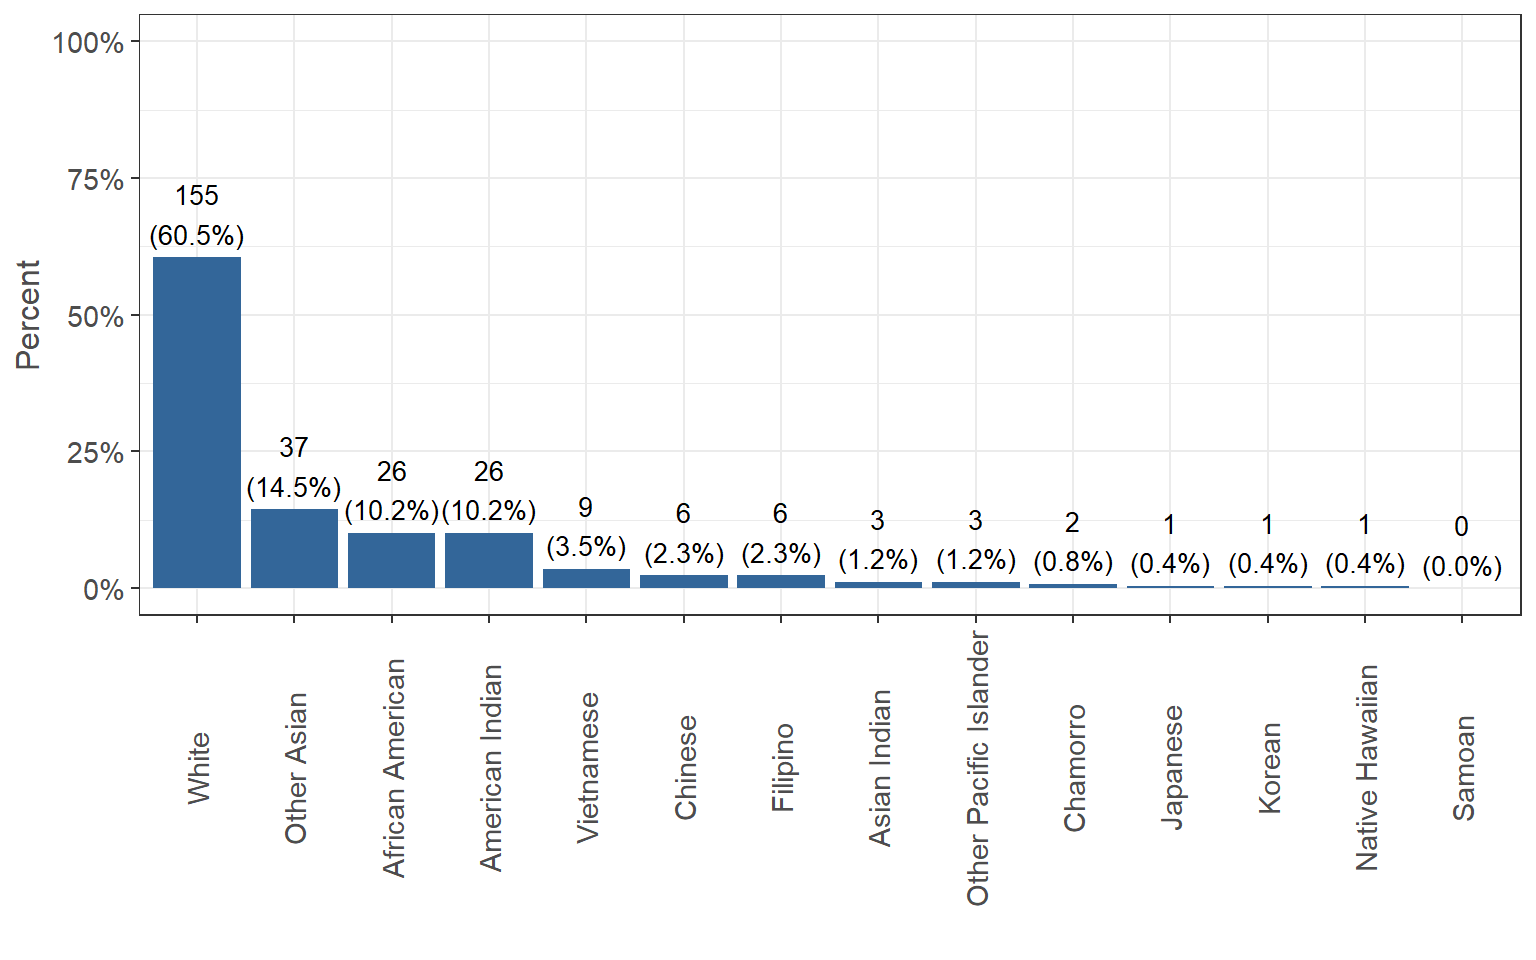 100%
75%
50%
25%
0%
Percent
155
(60.5%)
37
(14.5%)
26
(10.2%)
26
(10.2%)
9
(3.5%)
6
(2.3%)
6
(2.3%)
3
(1.2%)
3
(1.2%)
2
(0.8%)
1
(0.4%)
1
(0.4%)
1
(0.4%)
0
(0.0%)
White
Other Asian
African American
American Indian
Vietnamese
Chinese
Filipino
Asian Indian
Other Pacific Islander
Chamorro
Japanese
Korean
Native Hawaiian
Samoan